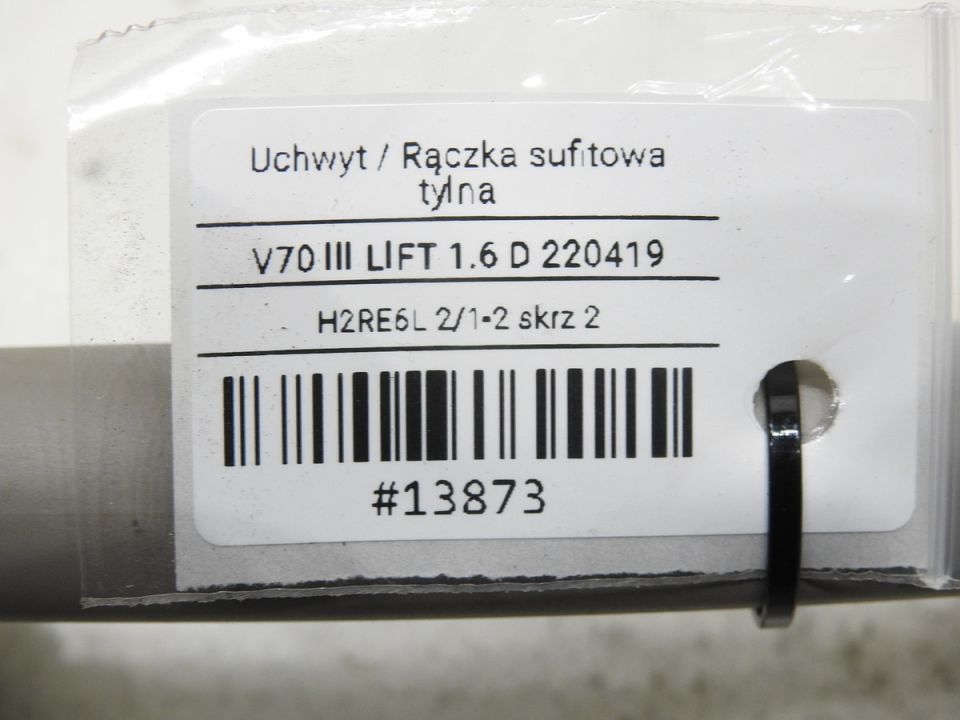 Uchwyt / Rączka sufitowa
tylna
V70 III LIFT 1.6 D 220419
H2RE6L 2/1-2 skrz 2
#13873